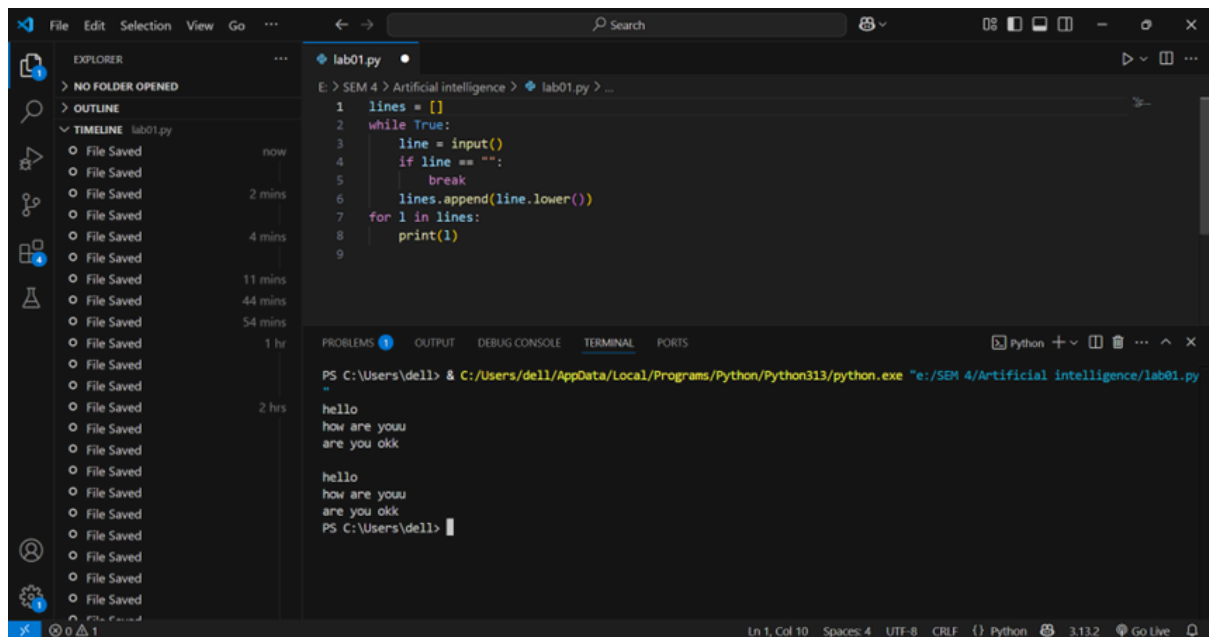 File Edit Selection View Go ...
Search
EXPLORER ...
NO FOLDER OPENED
OUTLINE
TIMELINE lab01.py
File Saved now
File Saved
File Saved 2 mins
File Saved
File Saved 4 mins
File Saved
File Saved 11 mins
File Saved 44 mins
File Saved 54 mins
File Saved 1 hr
File Saved
File Saved
File Saved 2 hrs
File Saved
File Saved
File Saved
File Saved
File Saved
File Saved
File Saved
File Saved
File Saved
File Saved
1
4
1
lab01.py
E: > SEM 4 > Artificial intelligence > lab01.py > ...
1 lines = []
2 while True:
3     line = input()
4     if line == "":
5         break
6     lines.append(line.lower())
7 for l in lines:
8     print(l)
9
PROBLEMS 1 OUTPUT DEBUG CONSOLE TERMINAL PORTS Python
PS C:\Users\dell> & C:/Users/dell/AppData/Local/Programs/Python/Python313/python.exe "e:/SEM 4/Artificial intelligence/lab01.py
"
hello
how are youu
are you okk
hello
how are youu
are you okk
PS C:\Users\dell>
0 1 Ln 1, Col 10 Spaces: 4 UTF-8 CRLF {} Python 3.13.2 Go Live